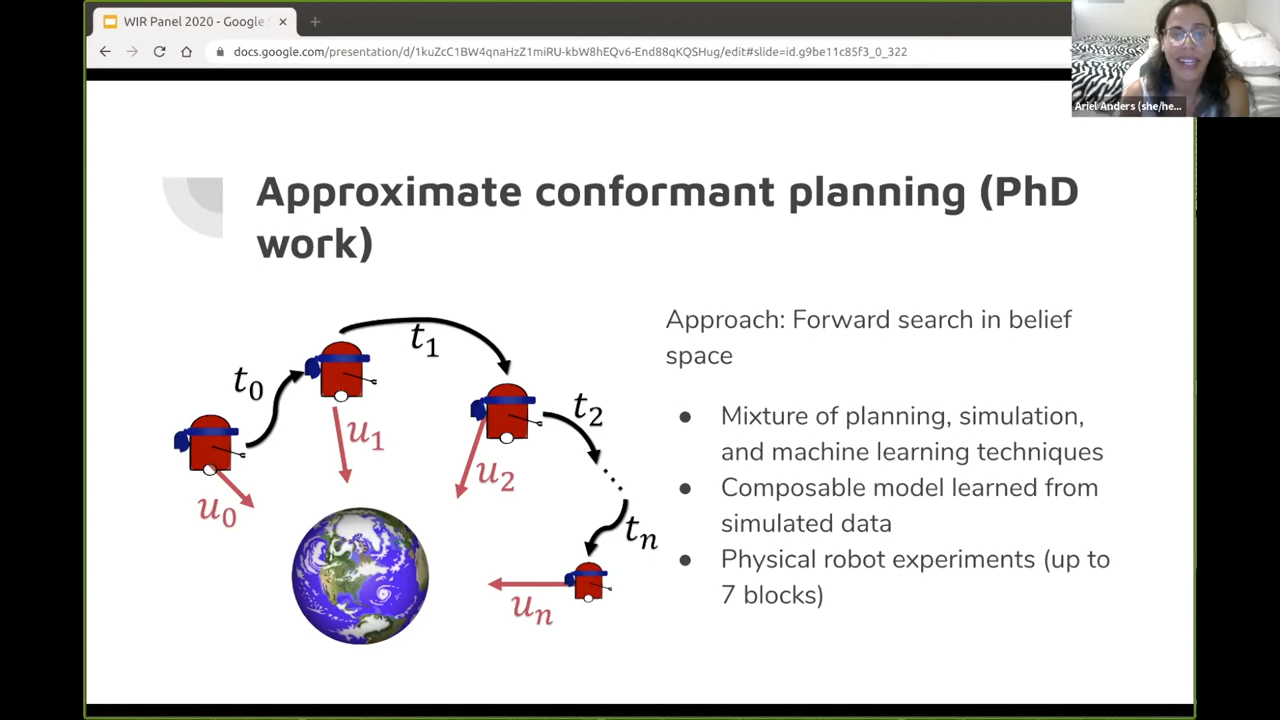 WIR Panel 2020 - Google
docs.google.com/presentation/d/1kuZcC1BW4qnaHzZ1miRU-kbW8hEQv6-End88qKQSHug/edit#slide=id.g9be11c85f3_0_322
Ariel Anders (she/he...
Approximate conformant planning (PhD
work)
Approach: Forward search in belief
space
● Mixture of planning, simulation,
and machine learning techniques
● Composable model learned from
simulated data
● Physical robot experiments (up to
7 blocks)
t₀
t₁
t₂
tₙ
u₀
u₁
u₂
uₙ